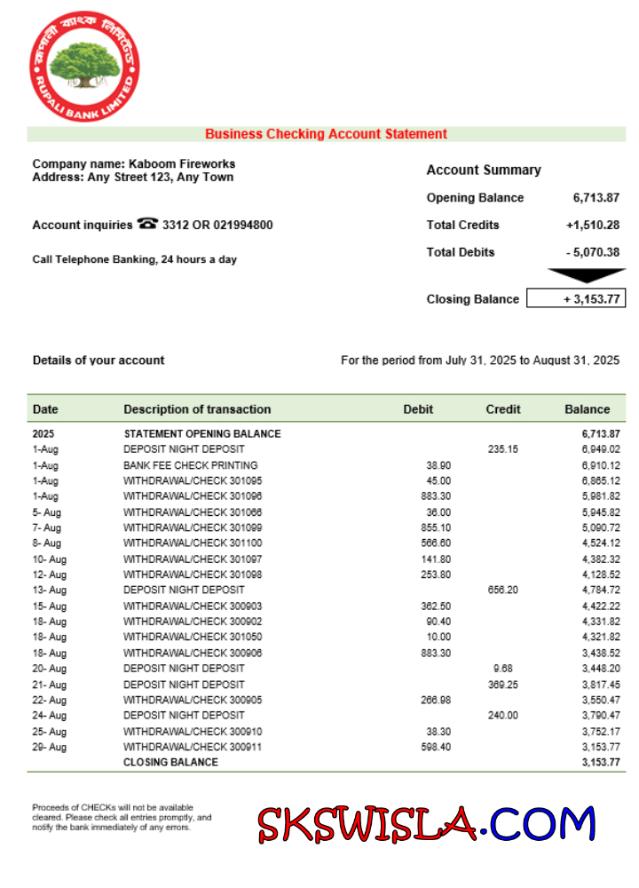 রূপালী ব্যাংক লিমিটেড
RUPALI BANK LIMITED
Business Checking Account Statement
Company name: Kaboom Fireworks
Address: Any Street 123, Any Town
Account inquiries ☎ 3312 OR 021994800
Call Telephone Banking, 24 hours a day
Account Summary
Opening Balance 6,713.87
Total Credits +1,510.28
Total Debits - 5,070.38
Closing Balance + 3,153.77
Details of your account For the period from July 31, 2025 to August 31, 2025
Date Description of transaction Debit Credit Balance
2025 STATEMENT OPENING BALANCE 6,713.87
1-Aug DEPOSIT NIGHT DEPOSIT 235.15 6,949.02
1-Aug BANK FEE CHECK PRINTING 38.90 6,910.12
1-Aug WITHDRAWAL/CHECK 301095 45.00 6,865.12
1-Aug WITHDRAWAL/CHECK 301096 883.30 5,981.82
5- Aug WITHDRAWAL/CHECK 301066 36.00 5,945.82
7- Aug WITHDRAWAL/CHECK 301099 855.10 5,090.72
8- Aug WITHDRAWAL/CHECK 301100 566.60 4,524.12
10- Aug WITHDRAWAL/CHECK 301097 141.80 4,382.32
12- Aug WITHDRAWAL/CHECK 301098 253.80 4,128.52
13- Aug DEPOSIT NIGHT DEPOSIT 656.20 4,784.72
15- Aug WITHDRAWAL/CHECK 300903 362.50 4,422.22
18- Aug WITHDRAWAL/CHECK 300902 90.40 4,331.82
18- Aug WITHDRAWAL/CHECK 301050 10.00 4,321.82
18- Aug WITHDRAWAL/CHECK 300906 883.30 3,438.52
20- Aug DEPOSIT NIGHT DEPOSIT 9.68 3,448.20
21- Aug DEPOSIT NIGHT DEPOSIT 369.25 3,817.45
22- Aug WITHDRAWAL/CHECK 300905 266.98 3,550.47
24- Aug DEPOSIT NIGHT DEPOSIT 240.00 3,790.47
25- Aug WITHDRAWAL/CHECK 300910 38.30 3,752.17
29- Aug WITHDRAWAL/CHECK 300911 598.40 3,153.77
CLOSING BALANCE 3,153.77
Proceeds of CHECKs will not be available
cleared. Please check all entries promptly, and
notify the bank immediately of any errors.
SKSWISLA.COM